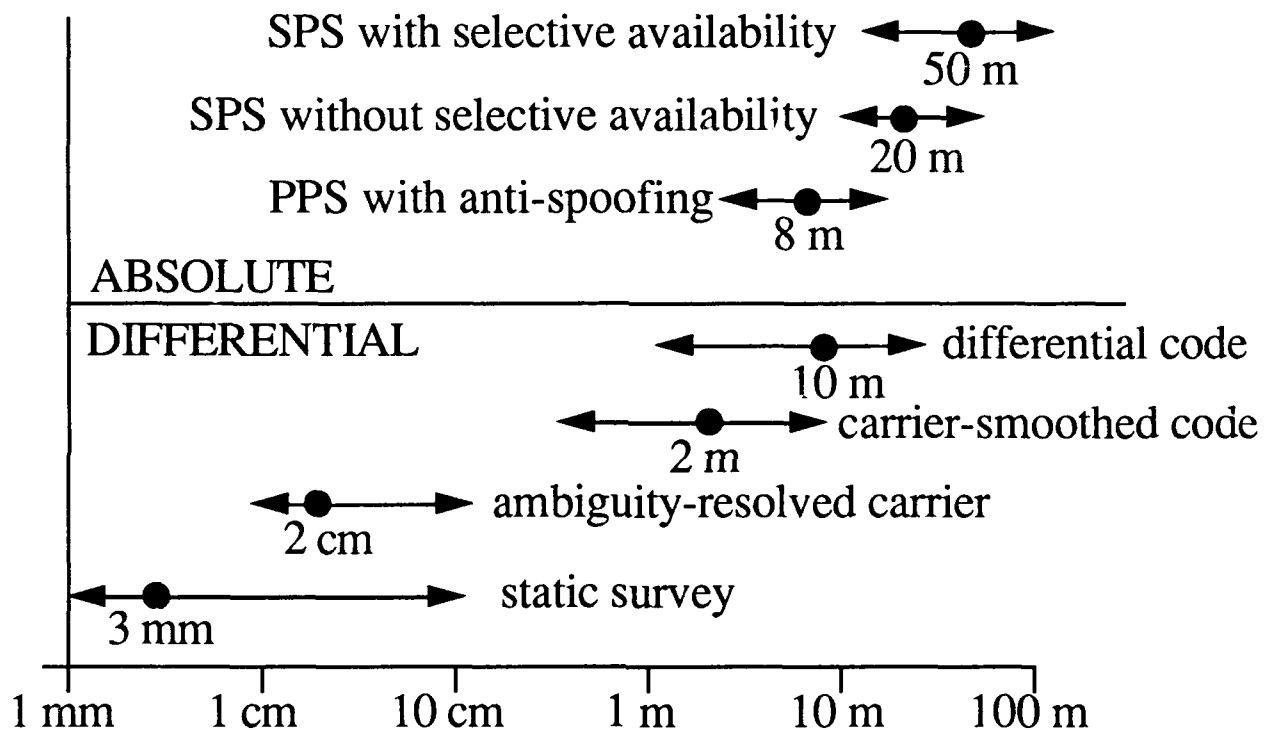 SPS with selective availability
50 m
SPS without selective availability
20 m
PPS with anti-spoofing
8 m
ABSOLUTE
DIFFERENTIAL
differential code
10 m
carrier-smoothed code
2 m
ambiguity-resolved carrier
2 cm
static survey
3 mm
1 mm 1 cm 10 cm 1 m 10 m 100 m